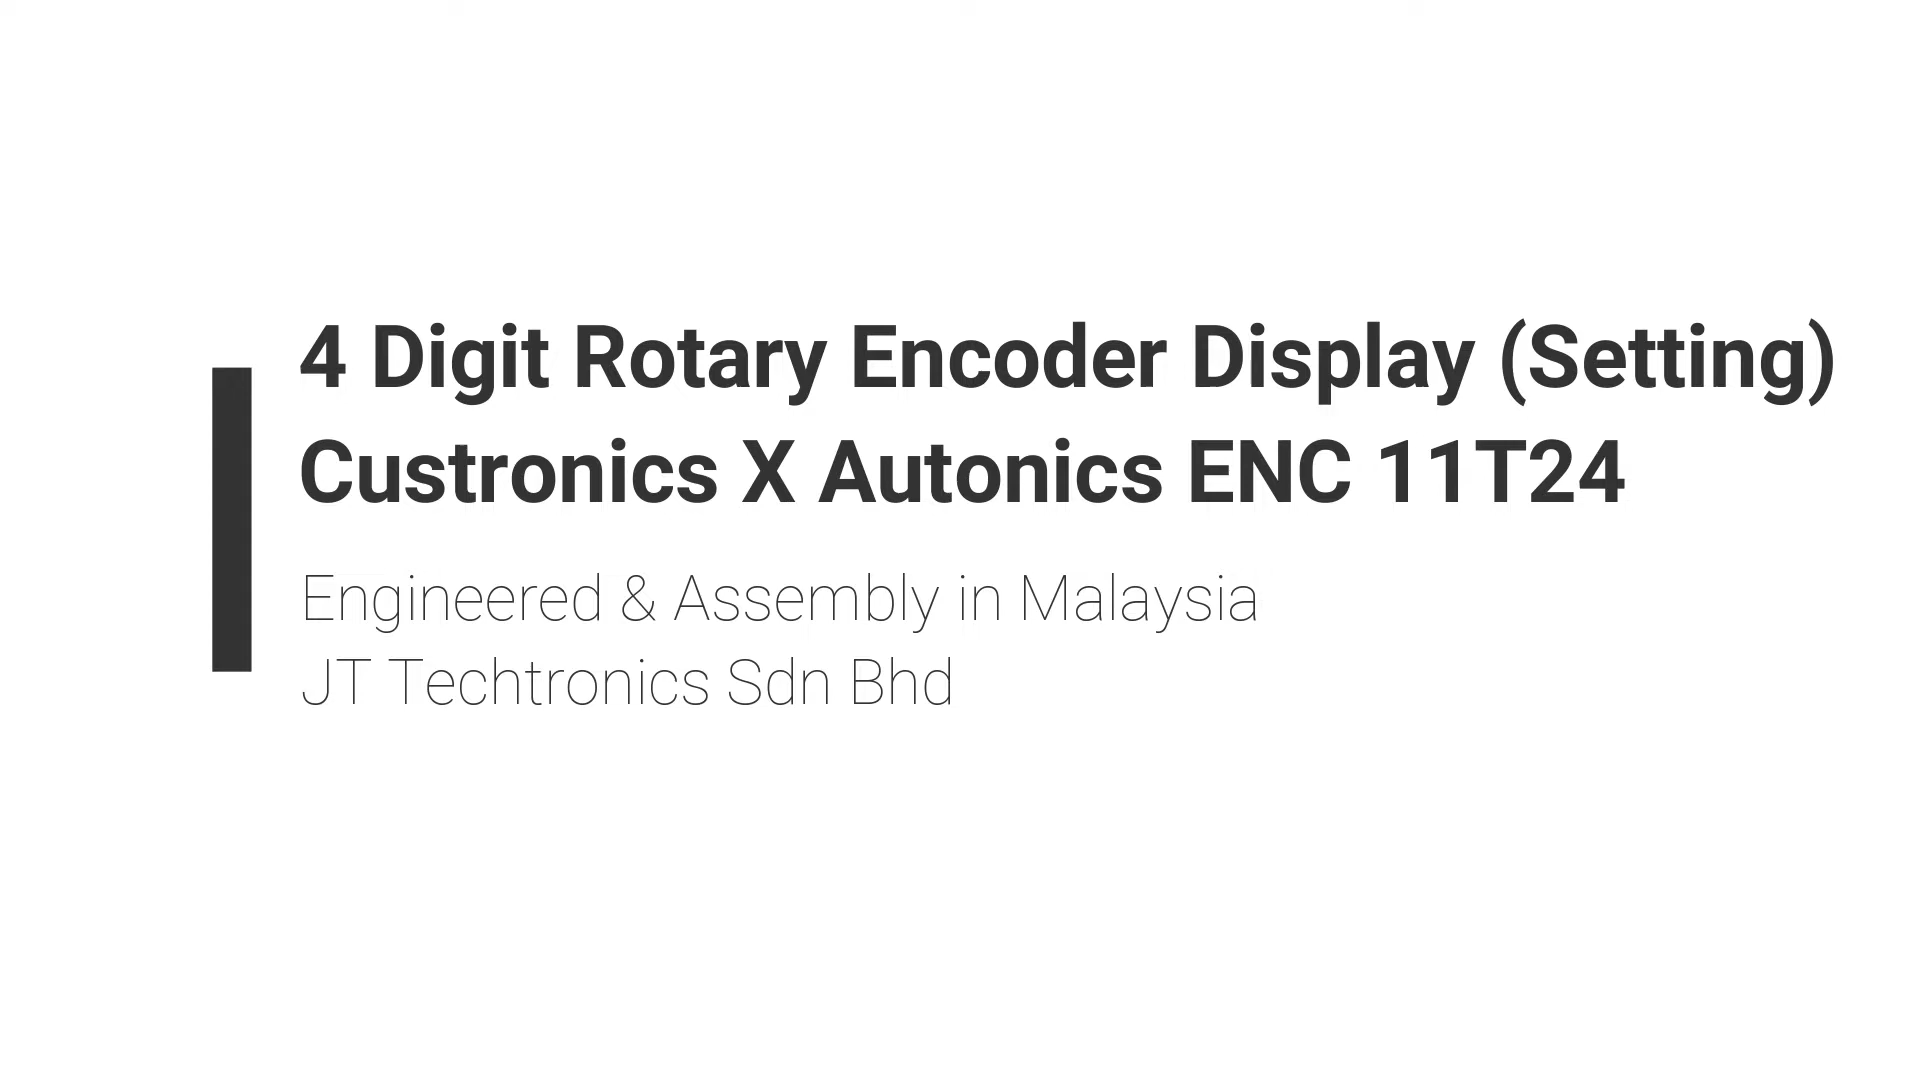 4 Digit Rotary Encoder Display (Setting)
Custronics X Autonics ENC 11T24
Engineered & Assembly in Malaysia
JT Techtronics Sdn Bhd